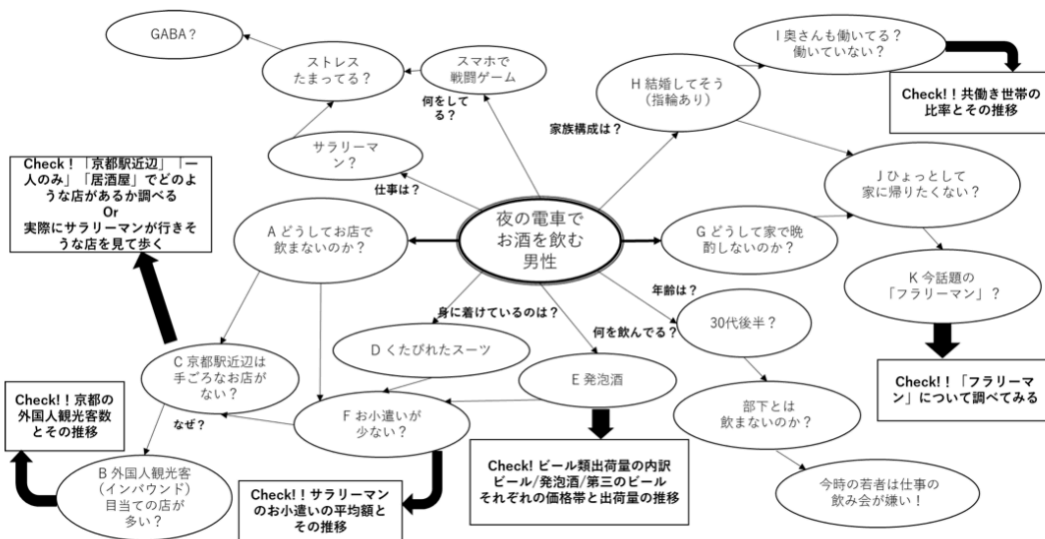 GABA？
ストレス
たまってる？
スマホで
戦闘ゲーム
何をして
る？
サラリーマ
ン？
仕事は？
I 奥さんも働いてる？
働いていない？
H 結婚してそう
（指輪あり）
家族構成は？
Check!！共働き世帯の
比率とその推移
Check！「京都駅近辺」「一
人のみ」「居酒屋」でどのよ
うな店があるか調べる
Or
実際にサラリーマンが行きそ
うな店を見て歩く
A どうしてお店で
飲まないのか？
夜の電車で
お酒を飲む
男性
G どうして家で晩
酌しないのか？
J ひょっとして
家に帰りたくない？
K 今話題の
「フラリーマン」？
年齢は？
身に着けているのは？
何を飲んでる？
30代後半？
D くたびれたスーツ
E 発泡酒
C 京都駅近辺は
手ごろなお店が
ない？
なぜ？
F お小遣いが
少ない？
部下とは
飲まないのか？
Check!！「フラリーマ
ン」について調べてみる
Check!！京都の
外国人観光客数
とその推移
B 外国人観光客
（インバウンド）
目当ての店が
多い？
Check!！サラリーマン
のお小遣いの平均額と
その推移
Check! ビール類出荷量の内訳
ビール/発泡酒/第三のビール
それぞれの価格帯と出荷量の推移
今時の若者は仕事の
飲み会が嫌い！